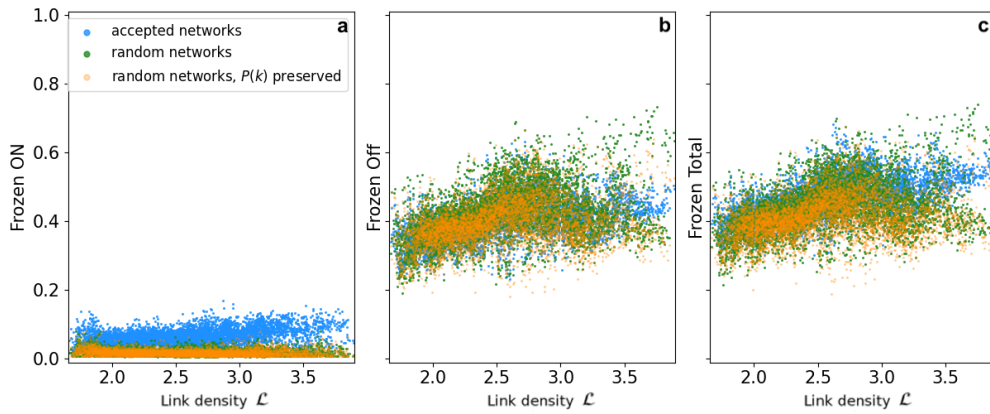 a
accepted networks
random networks
random networks, P(k) preserved
Frozen ON
1.0
0.8
0.6
0.4
0.2
0.0
2.0 2.5 3.0 3.5
Link density ℒ
b
Frozen Off
2.0 2.5 3.0 3.5
Link density ℒ
c
Frozen Total
2.0 2.5 3.0 3.5
Link density ℒ